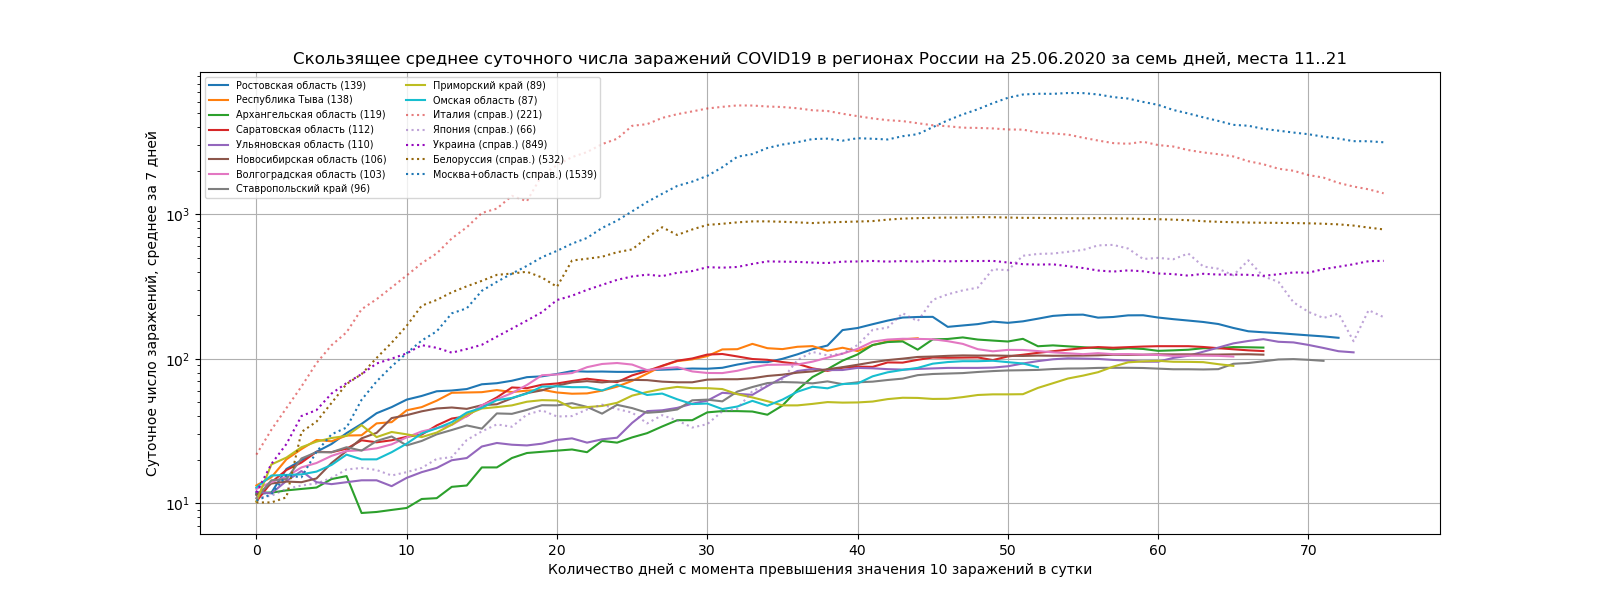 Скользящее среднее суточного числа заражений COVID19 в регионах России на 25.06.2020 за семь дней, места 11..21
Ростовская область (139)
Республика Тыва (138)
Архангельская область (119)
Саратовская область (112)
Ульяновская область (110)
Новосибирская область (106)
Волгоградская область (103)
Ставропольский край (96)
Приморский край (89)
Омская область (87)
Италия (справ.) (221)
Япония (справ.) (66)
Украина (справ.) (849)
Белоруссия (справ.) (532)
Москва+область (справ.) (1539)
Суточное число заражений, среднее за 7 дней
10³
10²
10¹
0 10 20 30 40 50 60 70
Количество дней с момента превышения значения 10 заражений в сутки